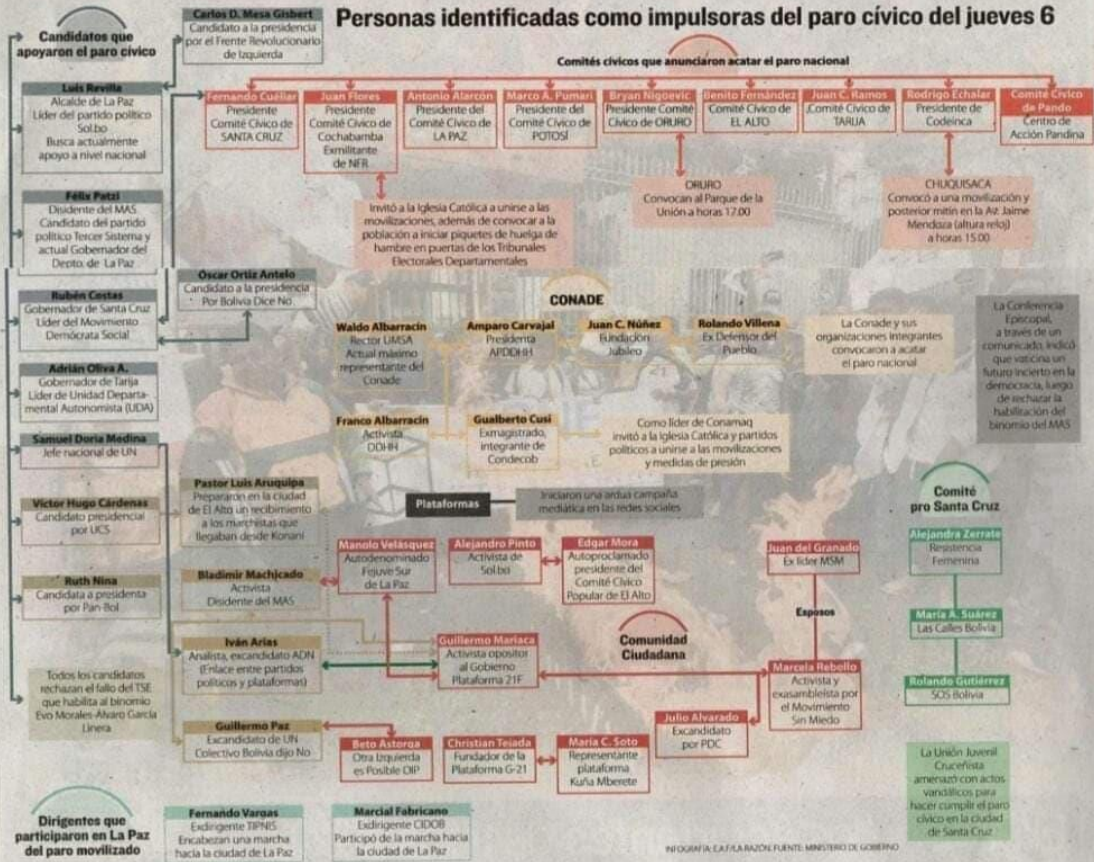 Personas identificadas como impulsoras del paro cívico del jueves 6
Candidatos que
apoyaron el paro cívico
Carlos D. Mesa Gisbert
Candidato a la presidencia
por el Frente Revolucionario
de Izquierda
Luis Revilla
Alcalde de La Paz
Líder del partido político
Sol.bo
Busca actualmente
apoyo a nivel nacional
Félix Patzi
Disidente del MAS
Candidato del partido
político Tercer Sistema y
actual Gobernador del
Depto. de La Paz
Óscar Ortiz Antelo
Candidato a la presidencia
Por Bolivia Dice No
Rubén Costas
Gobernador de Santa Cruz
Líder del Movimiento
Demócrata Social
Adrián Oliva A.
Gobernador de Tarija
Líder de Unidad Departa-
mental Autonomista (UDA)
Samuel Doria Medina
Jefe nacional de UN
Víctor Hugo Cárdenas
Candidato presidencial
por UCS
Ruth Nina
Candidata a presidenta
por Pan-Bol
Todos los candidatos
rechazan el fallo del TSE
que habilita al binomio
Evo Morales-Álvaro García
Linera
Comités cívicos que anunciaron acatar el paro nacional
Fernando Cuéllar
Presidente
Comité Cívico de
SANTA CRUZ
Juan Flores
Presidente
Comité Cívico de
Cochabamba
Exmilitante
de NFR
Antonio Alarcón
Presidente del
Comité Cívico de
LA PAZ
Marco A. Pumari
Presidente del
Comité Cívico de
POTOSÍ
Bryan Nigoevic
Presidente Comité
Cívico de ORURO
Benito Fernández
Comité Cívico de
EL ALTO
Juan C. Ramos
Comité Cívico de
TARIJA
Rodrigo Echalar
Presidente de
Codeinca
Comité Cívico
de Pando
Centro de
Acción Pandina
Invitó a la Iglesia Católica a unirse a las
movilizaciones, además de convocar a la
población a iniciar piquetes de huelga de
hambre en puertas de los Tribunales
Electorales Departamentales
ORURO
Convocan al Parque de la
Unión a horas 17.00
CHUQUISACA
Convocó a una movilización y
posterior mitin en la Av. Jaime
Mendoza (altura reloj)
a horas 15.00
CONADE
Waldo Albarracín
Rector UMSA
Actual máximo
representante del
Conade
Amparo Carvajal
Presidenta
APDDHH
Juan C. Núñez
Fundación
Jubileo
Rolando Villena
Ex Defensor del
Pueblo
La Conade y sus
organizaciones integrantes
convocaron a acatar
el paro nacional
Franco Albarracín
Activista
DDHH
Gualberto Cusi
Exmagistrado,
integrante de
Condecob
Como líder de Conamaq
invitó a la iglesia Católica y partidos
políticos a unirse a las movilizaciones
y medidas de presión
La Conferencia
Episcopal,
a través de un
comunicado, indicó
que vaticina un
futuro incierto en la
democracia, luego
de rechazar la
habilitación del
binomio del MAS
Plataformas
Iniciaron una ardua campaña
mediática en las redes sociales
Pastor Luis Aruquipa
Prepararon en la ciudad
de El Alto un recibimiento
a los marchistas que
llegaban desde Konani
Bladimir Machicado
Activista
Disidente del MAS
Iván Arias
Analista, excandidato ADN
(Enlace entre partidos
políticos y plataformas)
Guillermo Paz
Excandidato de UN
Colectivo Bolivia dijo No
Manolo Velásquez
Autodenominado
Fejuve Sur
de La Paz
Alejandro Pinto
Activista de
Sol.bo
Edgar Mora
Autoproclamado
presidente del
Comité Cívico
Popular de El Alto
Guillermo Mariaca
Activista opositor
al Gobierno
Plataforma 21F
Comunidad
Ciudadana
Juan del Granado
Ex líder MSM
Esposos
Marcela Rebollo
Activista y
exasambleísta por
el Movimiento
Sin Miedo
Julio Alvarado
Excandidato
por PDC
Beto Astorga
Otra Izquierda
es Posible OIP
Christian Tejada
Fundador de la
Plataforma G-21
María C. Soto
Representante
plataforma
Kuña Mberete
Comité
pro Santa Cruz
Alejandra Zerrate
Resistencia
Femenina
María A. Suárez
Las Calles Bolivia
Rolando Gutiérrez
SOS Bolivia
La Unión Juvenil
Cruceñista
amenazó con actos
vandálicos para
hacer cumplir el paro
cívico en la ciudad
de Santa Cruz
Dirigentes que
participaron en La Paz
del paro movilizado
Fernando Vargas
Exdirigente TIPNIS
Encabezan una marcha
hacia la ciudad de La Paz
Marcial Fabricano
Exdirigente CIDOB
Participó de la marcha hacia
la ciudad de La Paz
INFOGRAFÍA: C.A.F./LA RAZÓN. FUENTE: MINISTERIO DE GOBIERNO